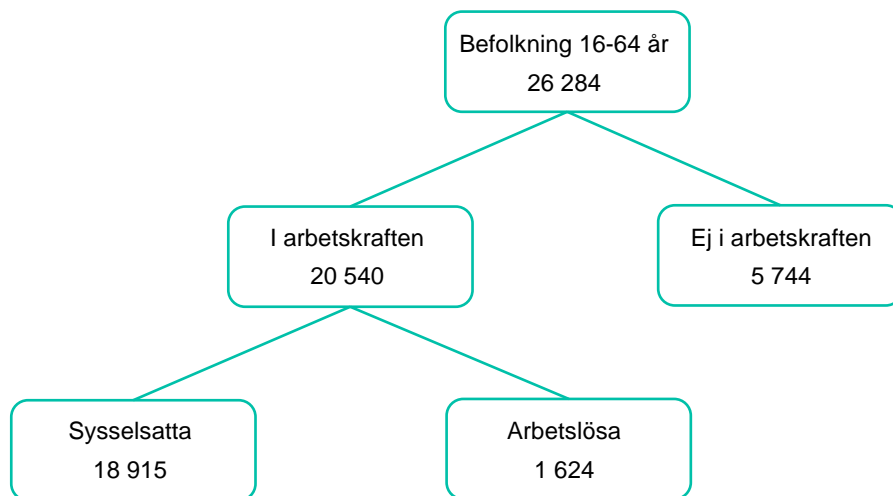 Befolkning 16-64 år
26 284
I arbetskraften
20 540
Ej i arbetskraften
5 744
Sysselsatta
18 915
Arbetslösa
1 624